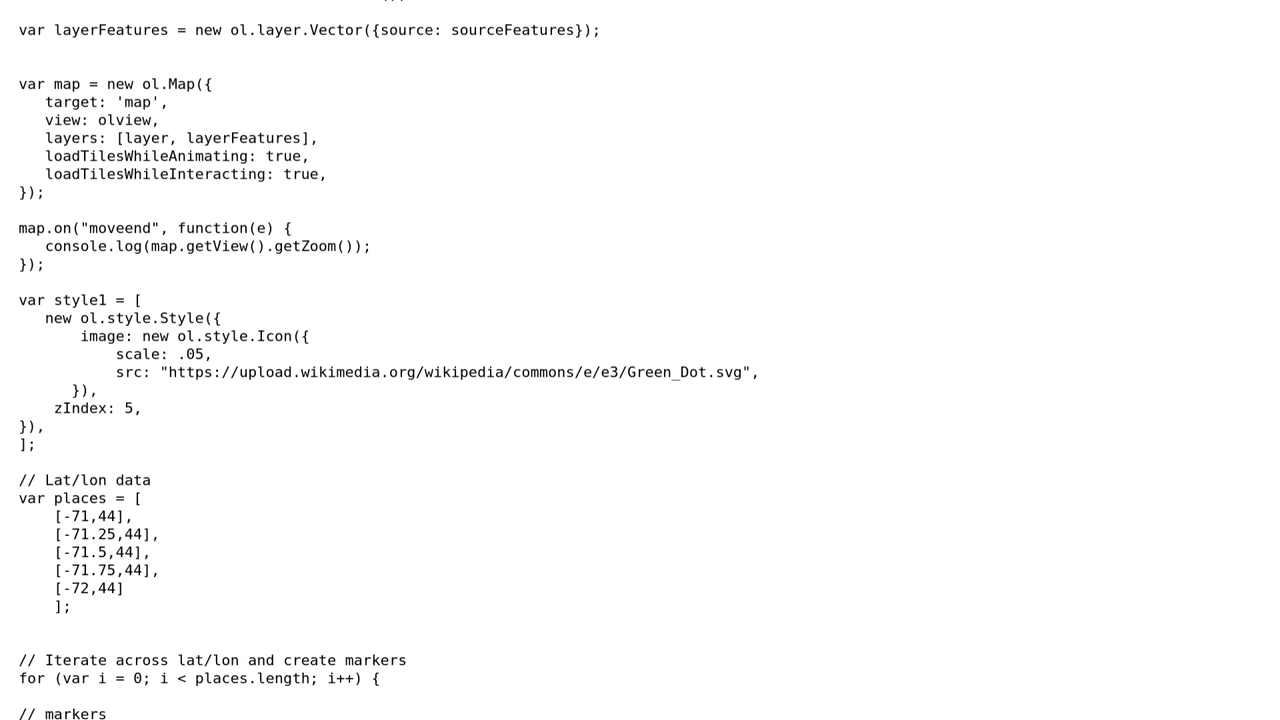 var layerFeatures = new ol.layer.Vector({source: sourceFeatures});
var map = new ol.Map({
   target: 'map',
   view: olview,
   layers: [layer, layerFeatures],
   loadTilesWhileAnimating: true,
   loadTilesWhileInteracting: true,
});
map.on("moveend", function(e) {
   console.log(map.getView().getZoom());
});
var style1 = [
   new ol.style.Style({
       image: new ol.style.Icon({
           scale: .05,
           src: "https://upload.wikimedia.org/wikipedia/commons/e/e3/Green_Dot.svg",
      }),
    zIndex: 5,
}),
];
// Lat/lon data
var places = [
    [-71,44],
    [-71.25,44],
    [-71.5,44],
    [-71.75,44],
    [-72,44]
    ];
// Iterate across lat/lon and create markers
for (var i = 0; i < places.length; i++) {
// markers